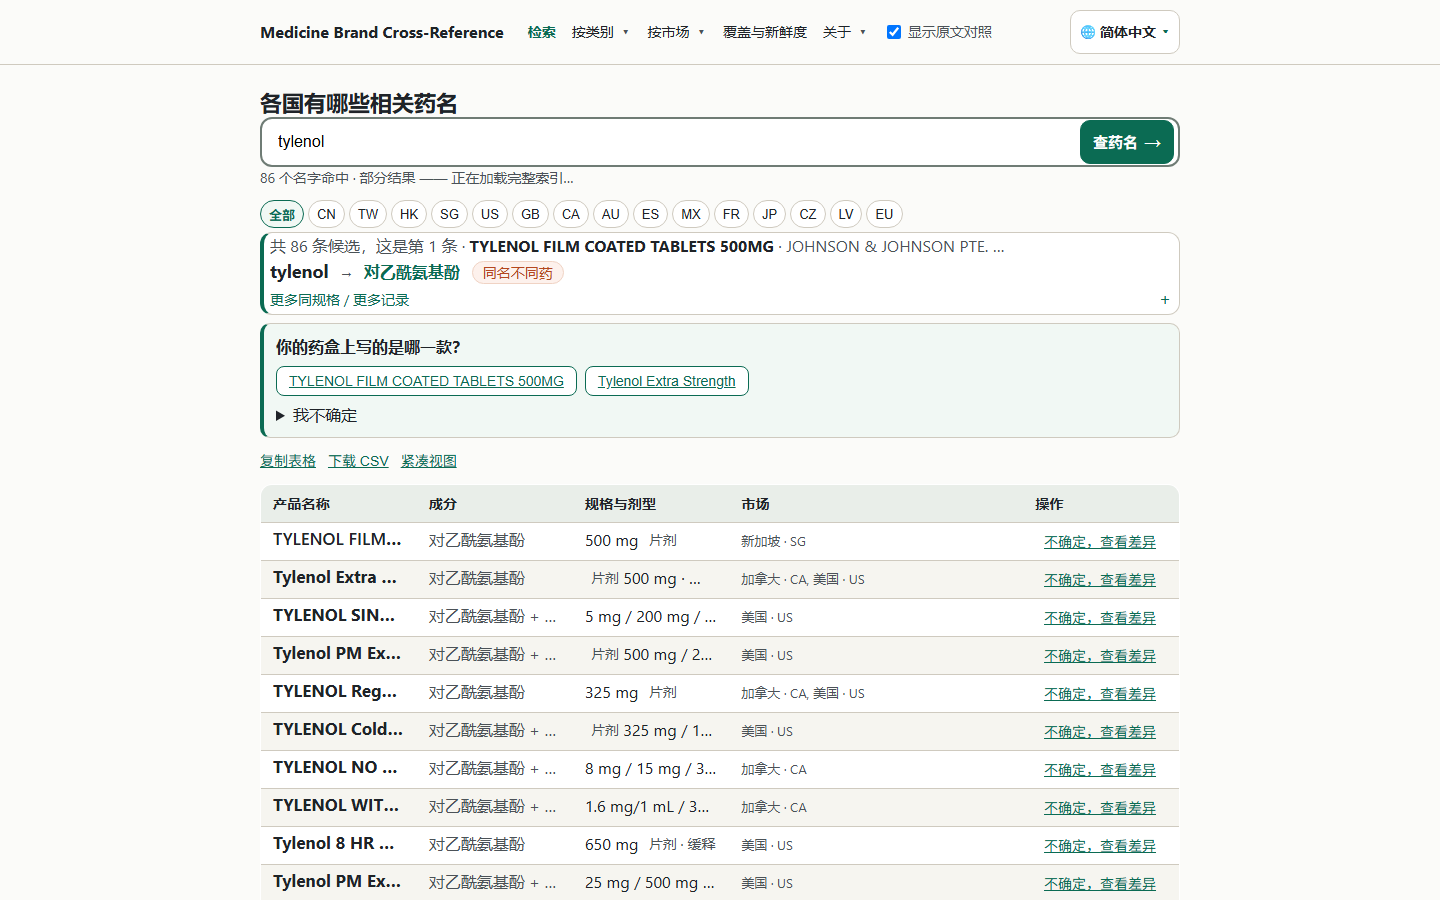 Medicine Brand Cross-Reference 检索 按类别 ▼ 按市场 ▼ 覆盖与新鲜度 关于 ▼ 显示原文对照 🌐 简体中文 ▼
各国有哪些相关药名
tylenol 查药名 →
86 个名字命中 · 部分结果 —— 正在加载完整索引...
全部 CN TW HK SG US GB CA AU ES MX FR JP CZ LV EU
共 86 条候选，这是第 1 条 · TYLENOL FILM COATED TABLETS 500MG · JOHNSON & JOHNSON PTE. ...
tylenol → 对乙酰氨基酚 同名不同药
更多同规格 / 更多记录 +
你的药盒上写的是哪一款？
TYLENOL FILM COATED TABLETS 500MG Tylenol Extra Strength
▶ 我不确定
复制表格 下载 CSV 紧凑视图
产品名称 成分 规格与剂型 市场 操作
TYLENOL FILM... 对乙酰氨基酚 500 mg 片剂 新加坡 · SG 不确定，查看差异
Tylenol Extra ... 对乙酰氨基酚 片剂 500 mg · ... 加拿大 · CA, 美国 · US 不确定，查看差异
TYLENOL SIN... 对乙酰氨基酚 + ... 5 mg / 200 mg / ... 美国 · US 不确定，查看差异
Tylenol PM Ex... 对乙酰氨基酚 + ... 片剂 500 mg / 2... 美国 · US 不确定，查看差异
TYLENOL Reg... 对乙酰氨基酚 325 mg 片剂 加拿大 · CA, 美国 · US 不确定，查看差异
TYLENOL Cold... 对乙酰氨基酚 + ... 片剂 325 mg / 1... 美国 · US 不确定，查看差异
TYLENOL NO ... 对乙酰氨基酚 + ... 8 mg / 15 mg / 3... 加拿大 · CA 不确定，查看差异
TYLENOL WIT... 对乙酰氨基酚 + ... 1.6 mg/1 mL / 3... 加拿大 · CA 不确定，查看差异
Tylenol 8 HR ... 对乙酰氨基酚 650 mg 片剂 · 缓释 美国 · US 不确定，查看差异
Tylenol PM Ex... 对乙酰氨基酚 + ... 25 mg / 500 mg ... 美国 · US 不确定，查看差异